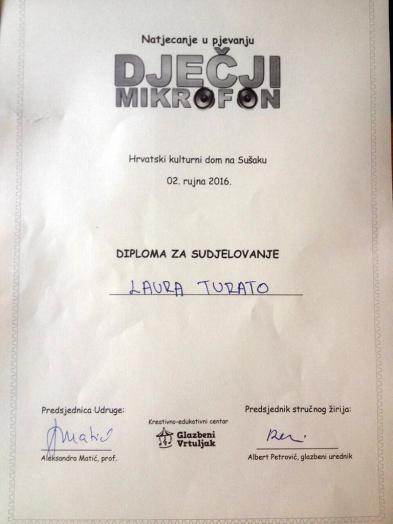 Natjecanje u pjevanju
DJEČJI
MIKROFON
Hrvatski kulturni dom na Sušaku
02. rujna 2016.
DIPLOMA ZA SUDJELOVANJE
LAURA TURATO
Predsjednica Udruge:
Matić
Aleksandra Matić, prof.
Kreativno-edukativni centar
Glazbeni
Vrtuljak
Predsjednik stručnog žirija:
Albert Petrović, glazbeni urednik